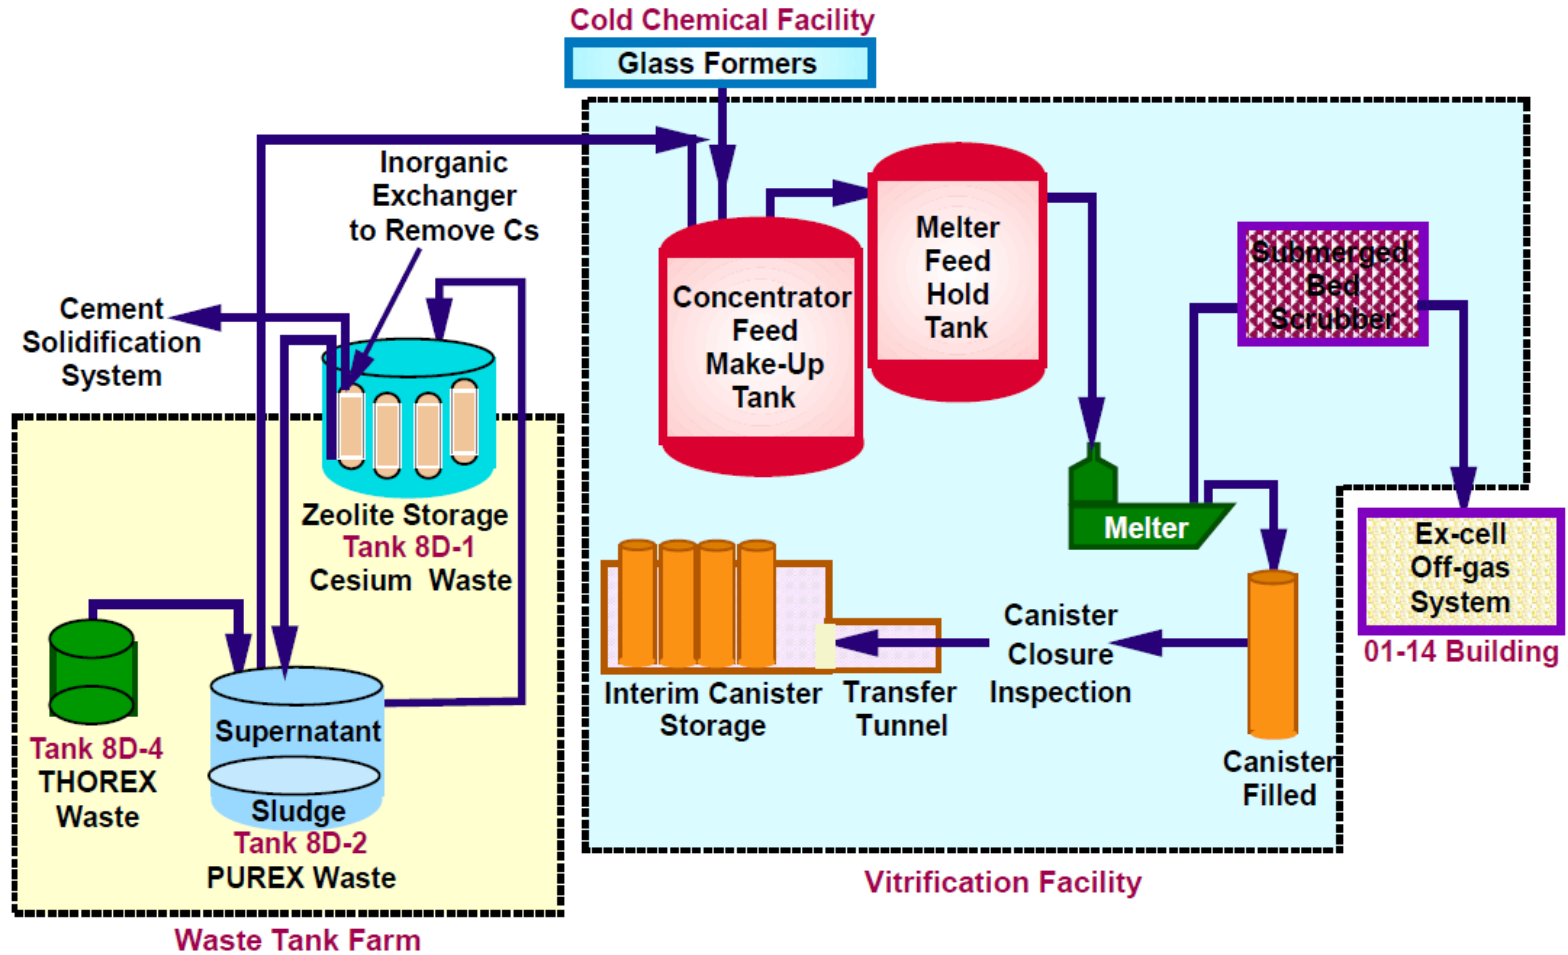 Cold Chemical Facility
Glass Formers
Inorganic
Exchanger
to Remove Cs
Cement
Solidification
System
Zeolite Storage
Tank 8D-1
Cesium Waste
Tank 8D-4
THOREX
Waste
Supernatant
Sludge
Tank 8D-2
PUREX Waste
Waste Tank Farm
Concentrator
Feed
Make-Up
Tank
Melter
Feed
Hold
Tank
Submerged
Bed
Scrubber
Melter
Ex-cell
Off-gas
System
01-14 Building
Canister
Filled
Canister
Closure
Inspection
Transfer
Tunnel
Interim Canister
Storage
Vitrification Facility